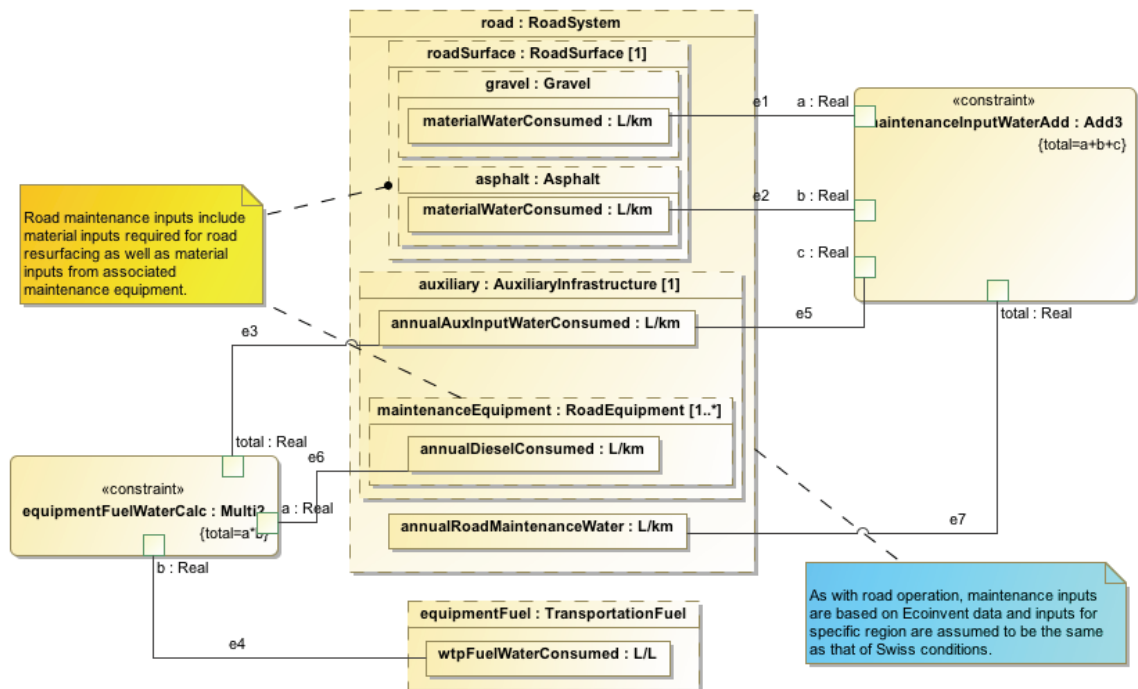 road : RoadSystem
roadSurface : RoadSurface [1]
gravel : Gravel
materialWaterConsumed : L/km
e1
a : Real
«constraint»
maintenanceInputWaterAdd : Add3
{total=a+b+c}
asphalt : Asphalt
materialWaterConsumed : L/km
e2
b : Real
c : Real
Road maintenance inputs include
material inputs required for road
resurfacing as well as material
inputs from associated
maintenance equipment.
auxiliary : AuxiliaryInfrastructure [1]
annualAuxInputWaterConsumed : L/km
e5
total : Real
e3
maintenanceEquipment : RoadEquipment [1..*]
annualDieselConsumed : L/km
total : Real
e6
«constraint»
equipmentFuelWaterCalc : Multi2
a : Real
{total=a*b}
b : Real
annualRoadMaintenanceWater : L/km
e7
As with road operation, maintenance inputs
are based on Ecoinvent data and inputs for
specific region are assumed to be the same
as that of Swiss conditions.
equipmentFuel : TransportationFuel
wtpFuelWaterConsumed : L/L
e4